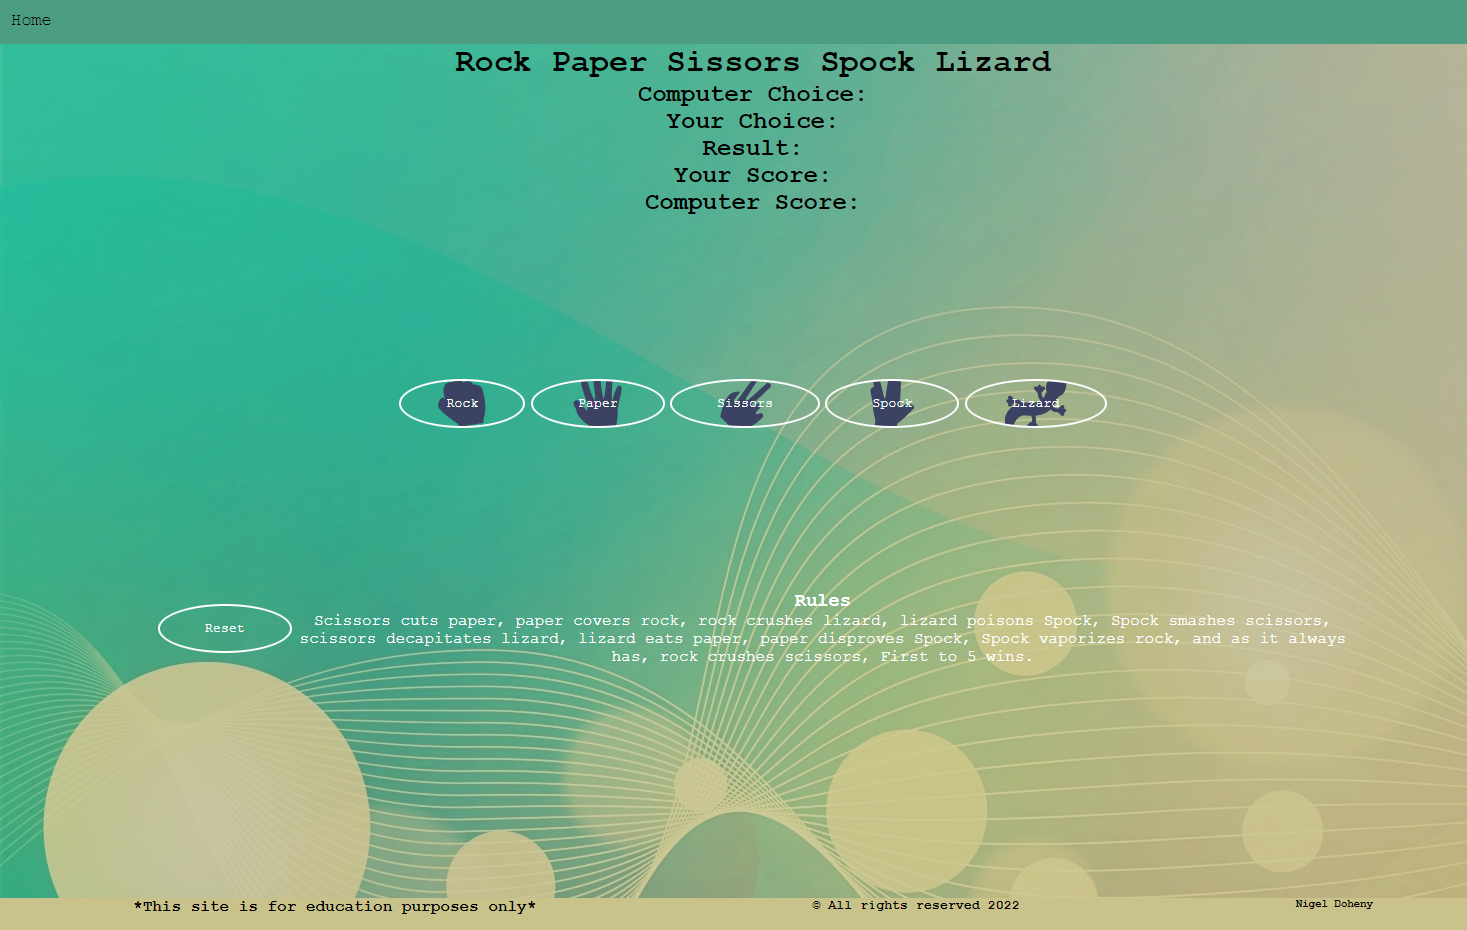 Home
Rock Paper Sissors Spock Lizard
Computer Choice:
Your Choice:
Result:
Your Score:
Computer Score:
Rock Paper Sissors Spock Lizard
Reset
Rules
Scissors cuts paper, paper covers rock, rock crushes lizard, lizard poisons Spock, Spock smashes scissors,
scissors decapitates lizard, lizard eats paper, paper disproves Spock, Spock vaporizes rock, and as it always
has, rock crushes scissors, First to 5 wins.
*This site is for education purposes only* © All rights reserved 2022 Nigel Doheny